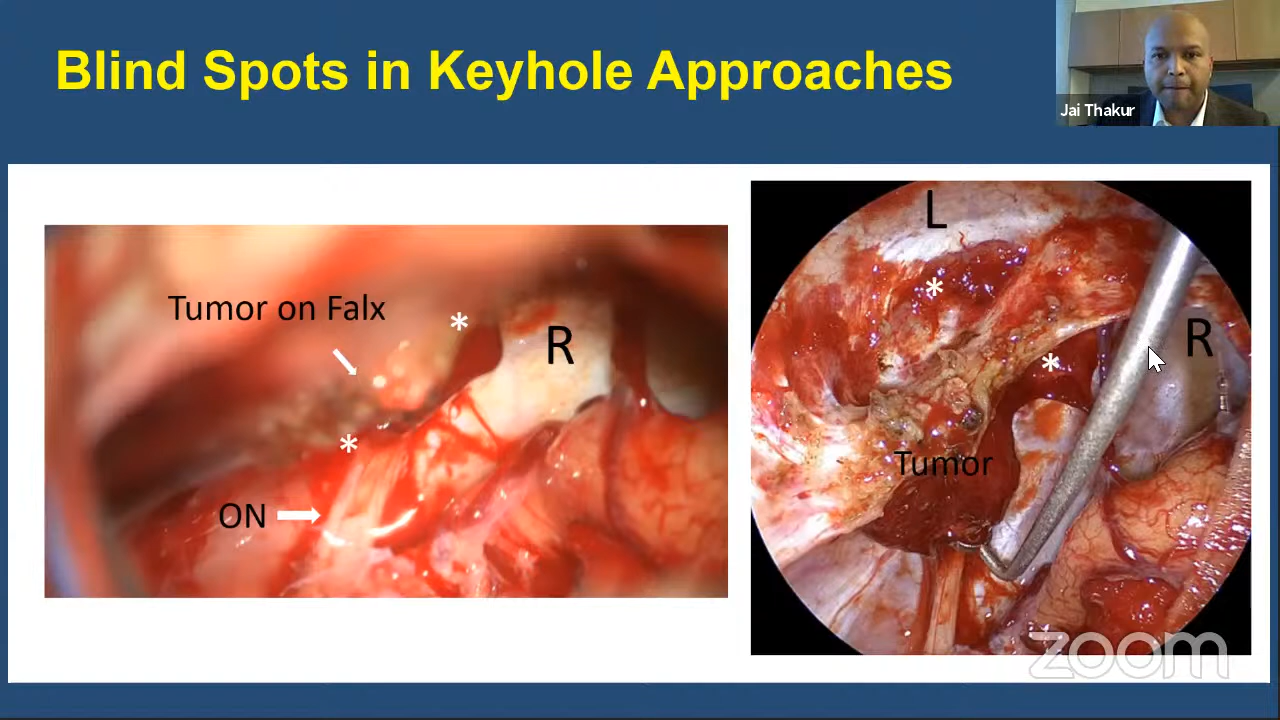 Blind Spots in Keyhole Approaches
Jai Thakur
Tumor on Falx
*
R
*
ON
L
*
R
*
Tumor
zoom